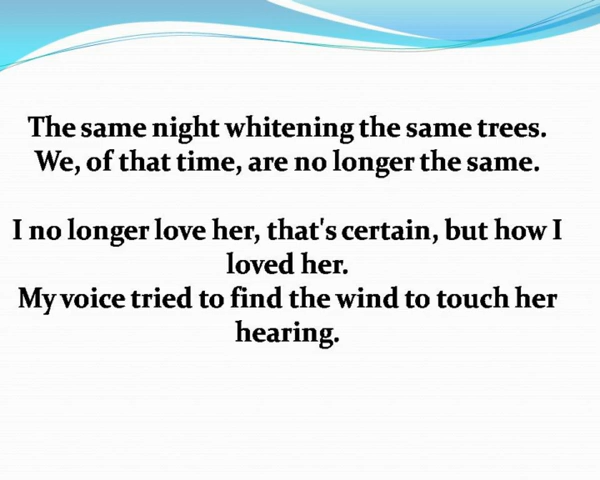 The same night whitening the same trees.
We, of that time, are no longer the same.
I no longer love her, that's certain, but how I
loved her.
My voice tried to find the wind to touch her
hearing.